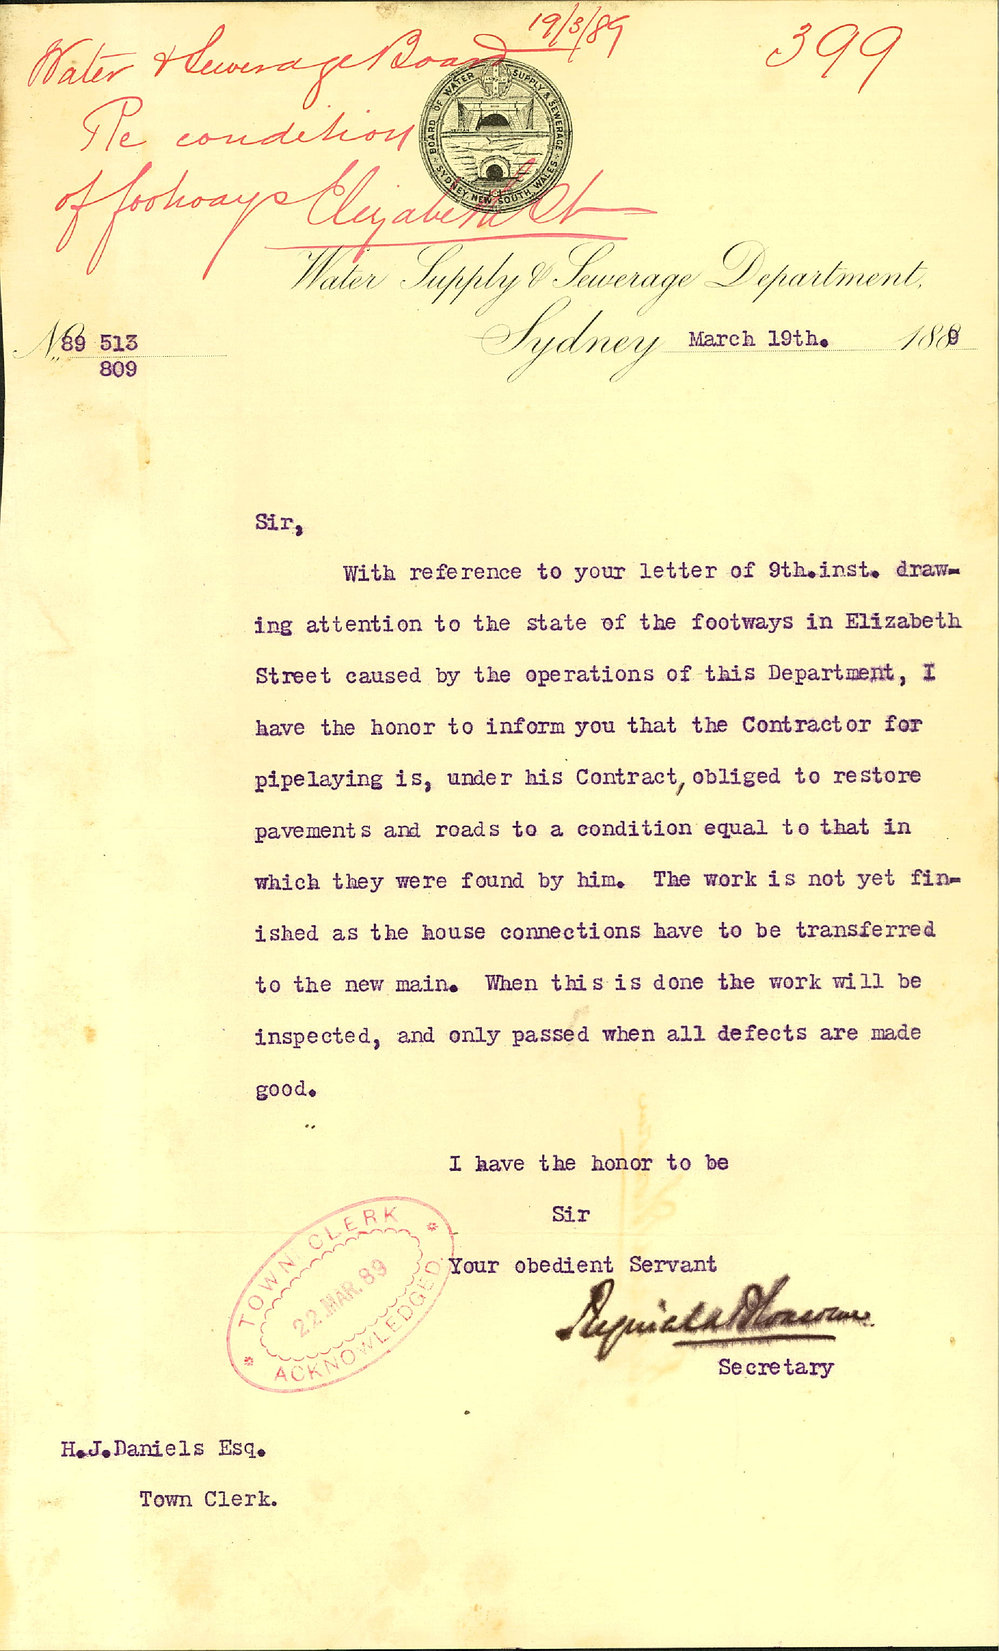 19/3/89
399
Water & Sewerage Board
Re condition
of footways Elizabeth St
BOARD OF WATER SUPPLY & SEWERAGE
SYDNEY NEW SOUTH WALES
Water Supply & Sewerage Department,
No 89 513
809
Sydney March 19th. 1889
Sir,
With reference to your letter of 9th.inst. draw-
ing attention to the state of the footways in Elizabeth
Street caused by the operations of this Department, I
have the honor to inform you that the Contractor for
pipelaying is, under his Contract, obliged to restore
pavements and roads to a condition equal to that in
which they were found by him. The work is not yet fin-
ished as the house connections have to be transferred
to the new main. When this is done the work will be
inspected, and only passed when all defects are made
good.
I have the honor to be
Sir
Your obedient Servant
Reginald
Secretary
TOWN CLERK
22.MAR.89
ACKNOWLEDGED
H.J.Daniels Esq.
Town Clerk.